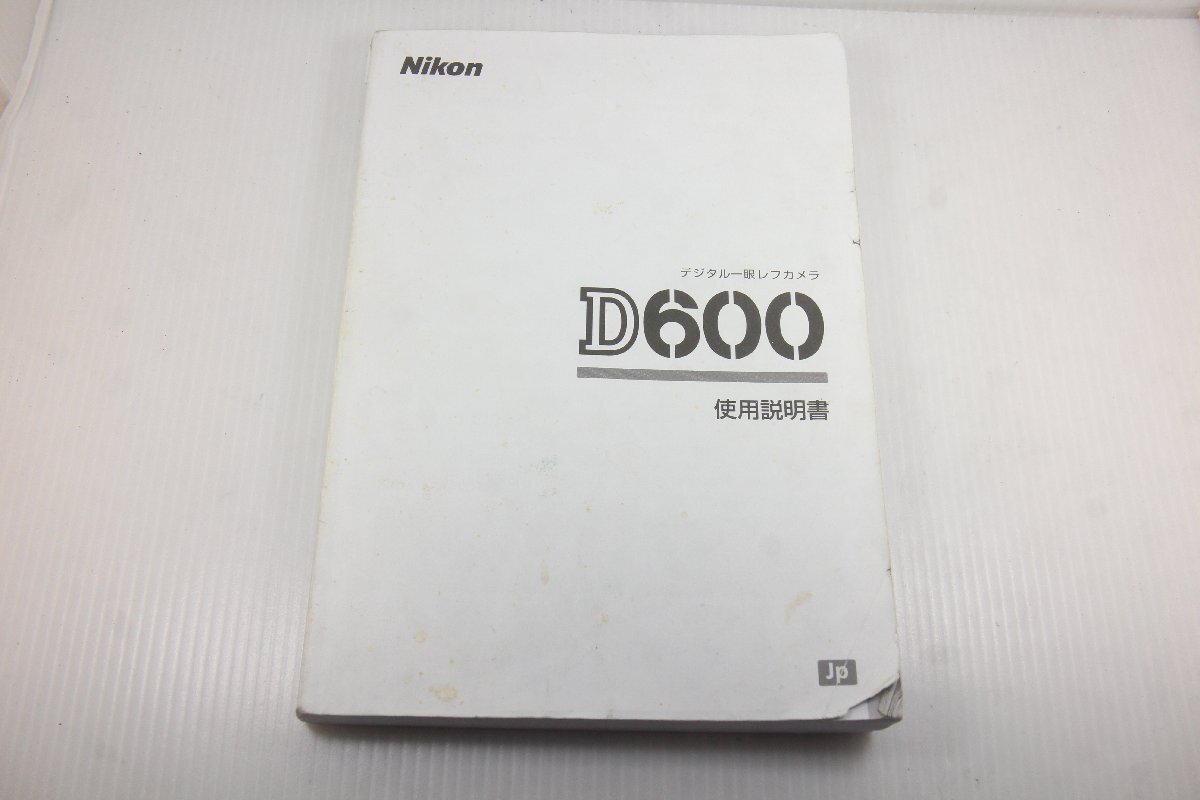 Nikon
デジタル一眼レフカメラ
D600
使用説明書
Jp